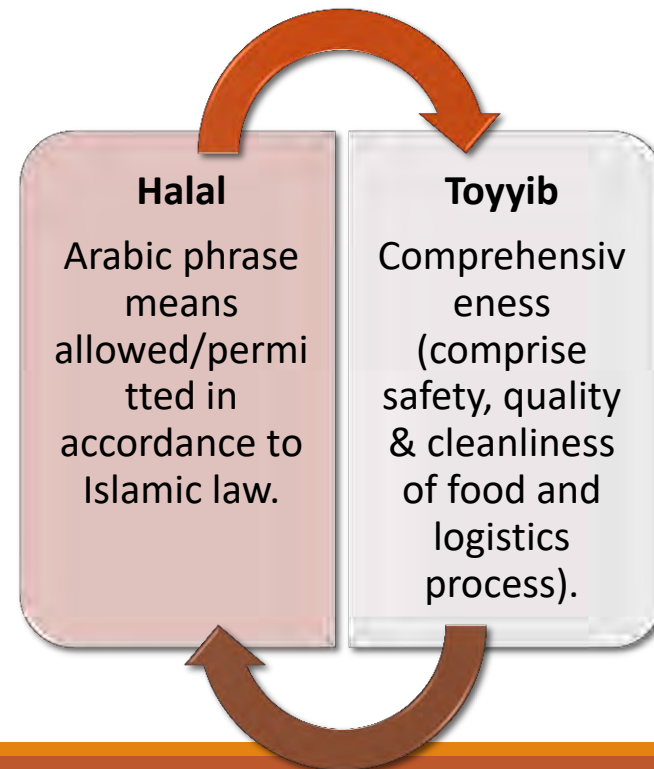 Halal
Arabic phrase
means
allowed/permi
tted in
accordance to
Islamic law.
Toyyib
Comprehensiv
eness
(comprise
safety, quality
& cleanliness
of food and
logistics
process).